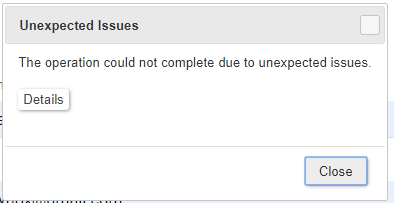 Unexpected Issues
The operation could not complete due to unexpected issues.
Details
Close